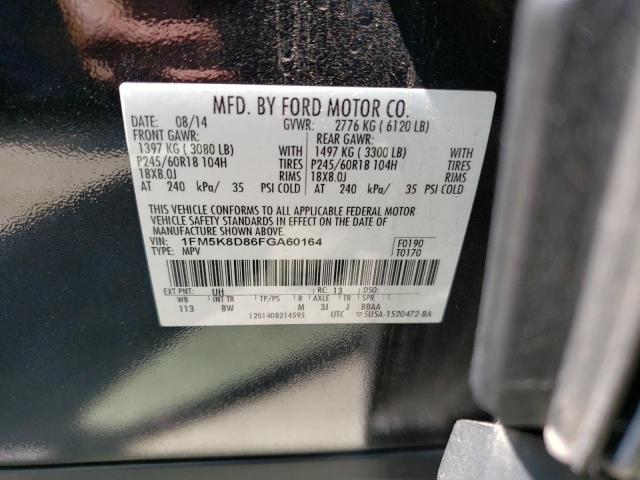 MFD. BY FORD MOTOR CO.
DATE: 08/14 GVWR: 2776 KG ( 6120 LB)
FRONT GAWR: REAR GAWR:
1397 KG ( 3080 LB) WITH 1497 KG ( 3300 LB) WITH
P245/60R18 104H TIRES P245/60R18 104H TIRES
18X8.0J RIMS 18X8.0J RIMS
AT 240 kPa/ 35 PSI COLD AT 240 kPa/ 35 PSI COLD
THIS VEHICLE CONFORMS TO ALL APPLICABLE FEDERAL MOTOR
VEHICLE SAFETY STANDARDS IN EFFECT ON THE DATE OF
MANUFACTURE SHOWN ABOVE.
VIN: 1FM5K8D86FGA60164 F0190
TYPE: MPV T0170
EXT PNT: UH RC: 13 DSO:
WB INT TR TP/PS R AXLE TR SPR
113 BW M 3J J BBAA
1201408214595 UTC ▽5USA-1520472-BA